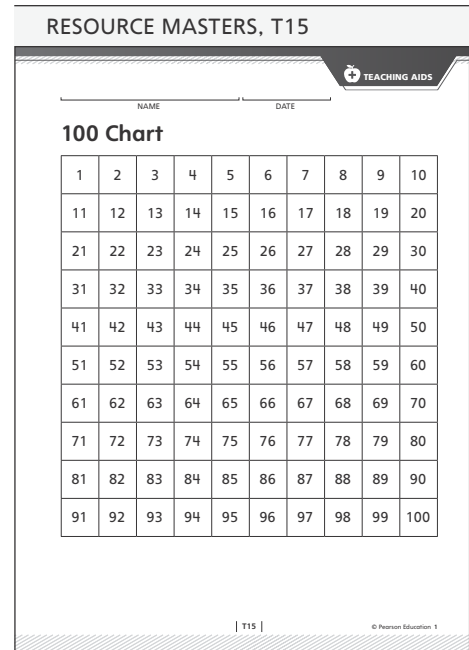 RESOURCE MASTERS, T15
TEACHING AIDS
NAME DATE
100 Chart
1 2 3 4 5 6 7 8 9 10
11 12 13 14 15 16 17 18 19 20
21 22 23 24 25 26 27 28 29 30
31 32 33 34 35 36 37 38 39 40
41 42 43 44 45 46 47 48 49 50
51 52 53 54 55 56 57 58 59 60
61 62 63 64 65 66 67 68 69 70
71 72 73 74 75 76 77 78 79 80
81 82 83 84 85 86 87 88 89 90
91 92 93 94 95 96 97 98 99 100
| T15 | © Pearson Education 1